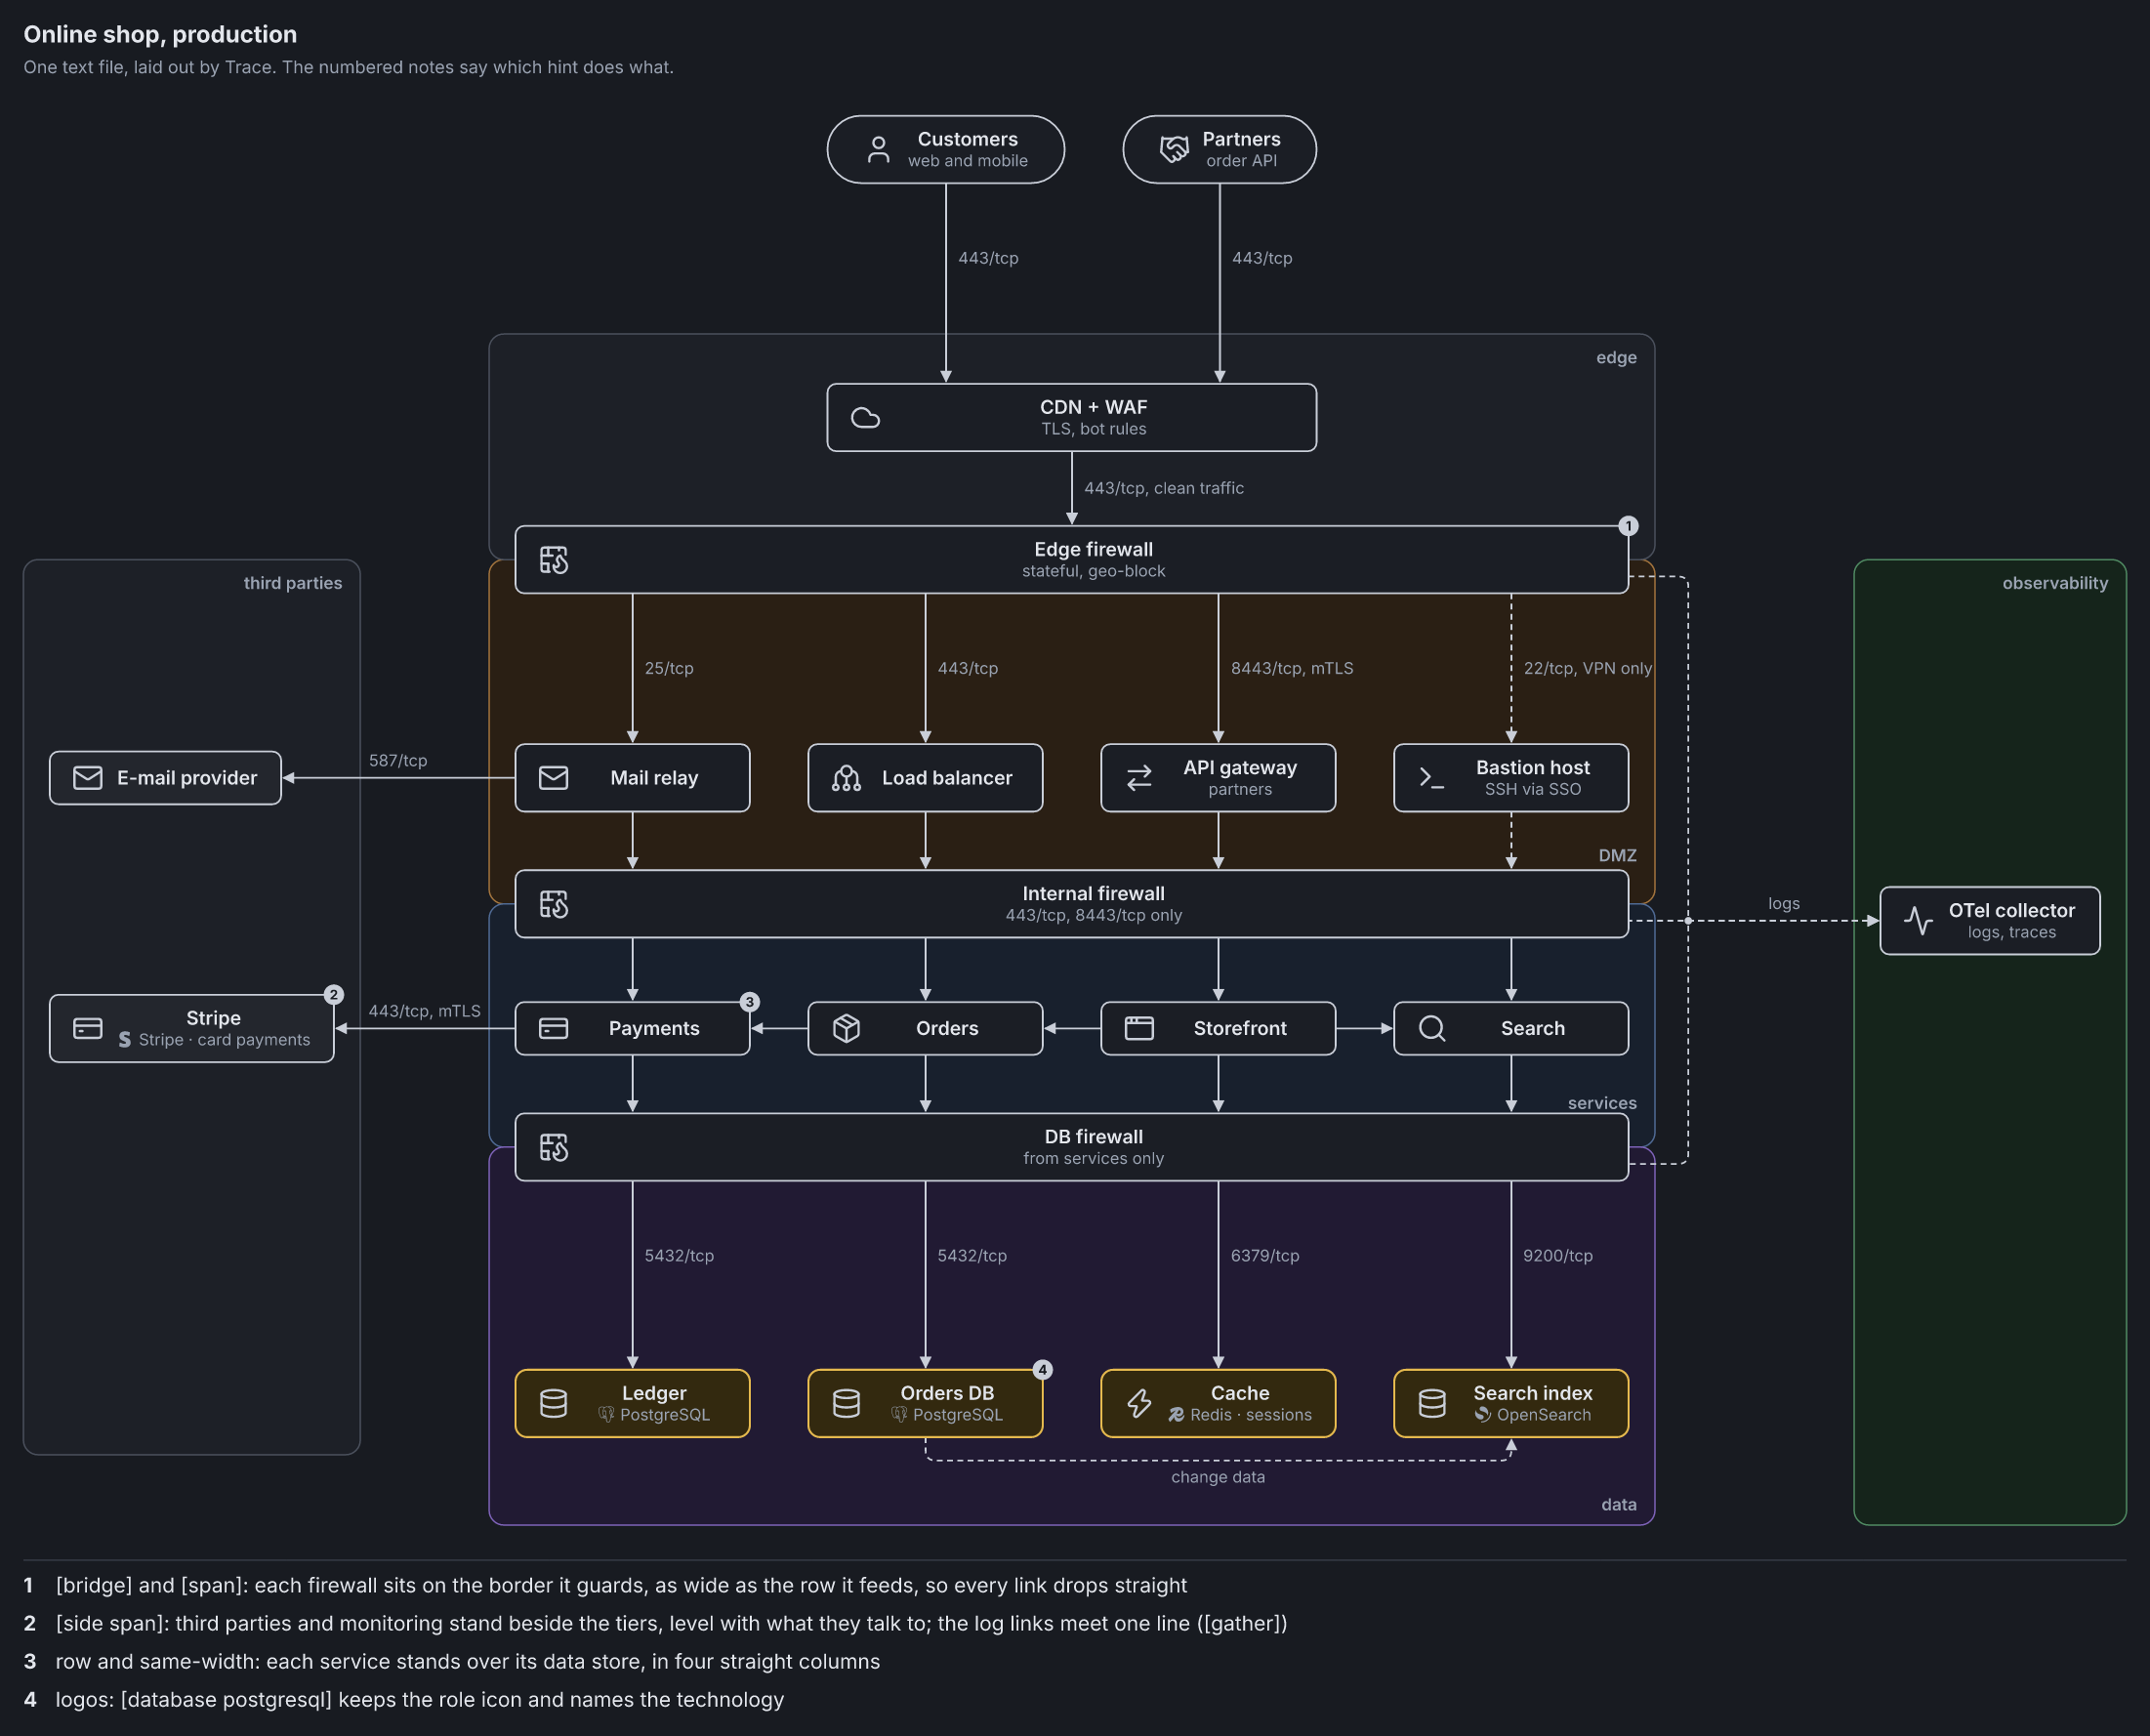 Online shop, production
One text file, laid out by Trace. The numbered notes say which hint does what.
Customers
web and mobile
Partners
order API
443/tcp
443/tcp
edge
CDN + WAF
TLS, bot rules
443/tcp, clean traffic
1
Edge firewall
stateful, geo-block
third parties
observability
25/tcp
443/tcp
8443/tcp, mTLS
22/tcp, VPN only
587/tcp
E-mail provider
Mail relay
Load balancer
API gateway
partners
Bastion host
SSH via SSO
DMZ
Internal firewall
443/tcp, 8443/tcp only
logs
OTel collector
logs, traces
2
Stripe
Stripe · card payments
443/tcp, mTLS
3
Payments
Orders
Storefront
Search
services
DB firewall
from services only
5432/tcp
5432/tcp
6379/tcp
9200/tcp
Ledger
PostgreSQL
4
Orders DB
PostgreSQL
Cache
Redis · sessions
Search index
OpenSearch
change data
data
1 [bridge] and [span]: each firewall sits on the border it guards, as wide as the row it feeds, so every link drops straight
2 [side span]: third parties and monitoring stand beside the tiers, level with what they talk to; the log links meet one line ([gather])
3 row and same-width: each service stands over its data store, in four straight columns
4 logos: [database postgresql] keeps the role icon and names the technology